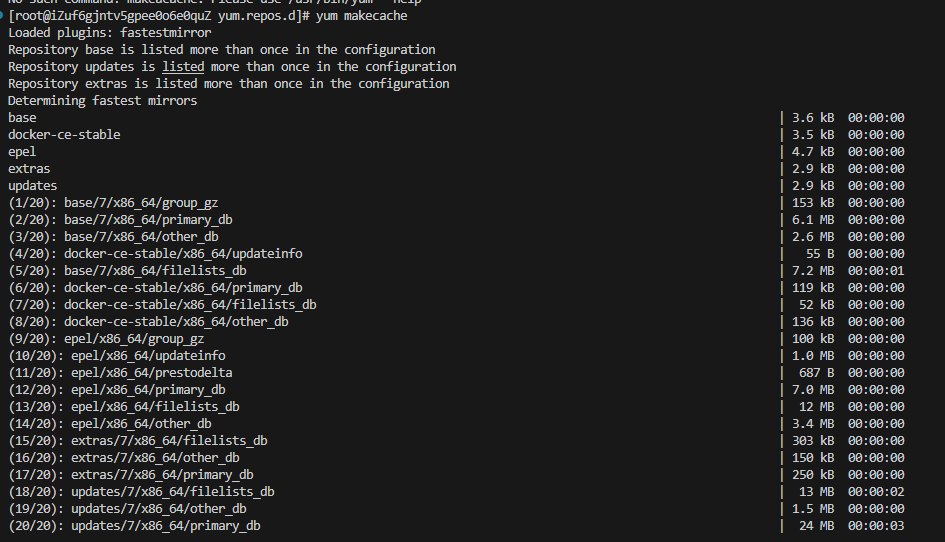 No such command: makecacache. Please use /usr/bin/yum --help
[root@iZuf6gjntv5gpee0o6e0quZ yum.repos.d]# yum makecache
Loaded plugins: fastestmirror
Repository base is listed more than once in the configuration
Repository updates is listed more than once in the configuration
Repository extras is listed more than once in the configuration
Determining fastest mirrors
base | 3.6 kB 00:00:00
docker-ce-stable | 3.5 kB 00:00:00
epel | 4.7 kB 00:00:00
extras | 2.9 kB 00:00:00
updates | 2.9 kB 00:00:00
(1/20): base/7/x86_64/group_gz | 153 kB 00:00:00
(2/20): base/7/x86_64/primary_db | 6.1 MB 00:00:00
(3/20): base/7/x86_64/other_db | 2.6 MB 00:00:00
(4/20): docker-ce-stable/x86_64/updateinfo | 55 B 00:00:00
(5/20): base/7/x86_64/filelists_db | 7.2 MB 00:00:01
(6/20): docker-ce-stable/x86_64/primary_db | 119 kB 00:00:00
(7/20): docker-ce-stable/x86_64/filelists_db | 52 kB 00:00:00
(8/20): docker-ce-stable/x86_64/other_db | 136 kB 00:00:00
(9/20): epel/x86_64/group_gz | 100 kB 00:00:00
(10/20): epel/x86_64/updateinfo | 1.0 MB 00:00:00
(11/20): epel/x86_64/prestodelta | 687 B 00:00:00
(12/20): epel/x86_64/primary_db | 7.0 MB 00:00:00
(13/20): epel/x86_64/filelists_db | 12 MB 00:00:00
(14/20): epel/x86_64/other_db | 3.4 MB 00:00:00
(15/20): extras/7/x86_64/filelists_db | 303 kB 00:00:00
(16/20): extras/7/x86_64/other_db | 150 kB 00:00:00
(17/20): extras/7/x86_64/primary_db | 250 kB 00:00:00
(18/20): updates/7/x86_64/filelists_db | 13 MB 00:00:02
(19/20): updates/7/x86_64/other_db | 1.5 MB 00:00:00
(20/20): updates/7/x86_64/primary_db | 24 MB 00:00:03